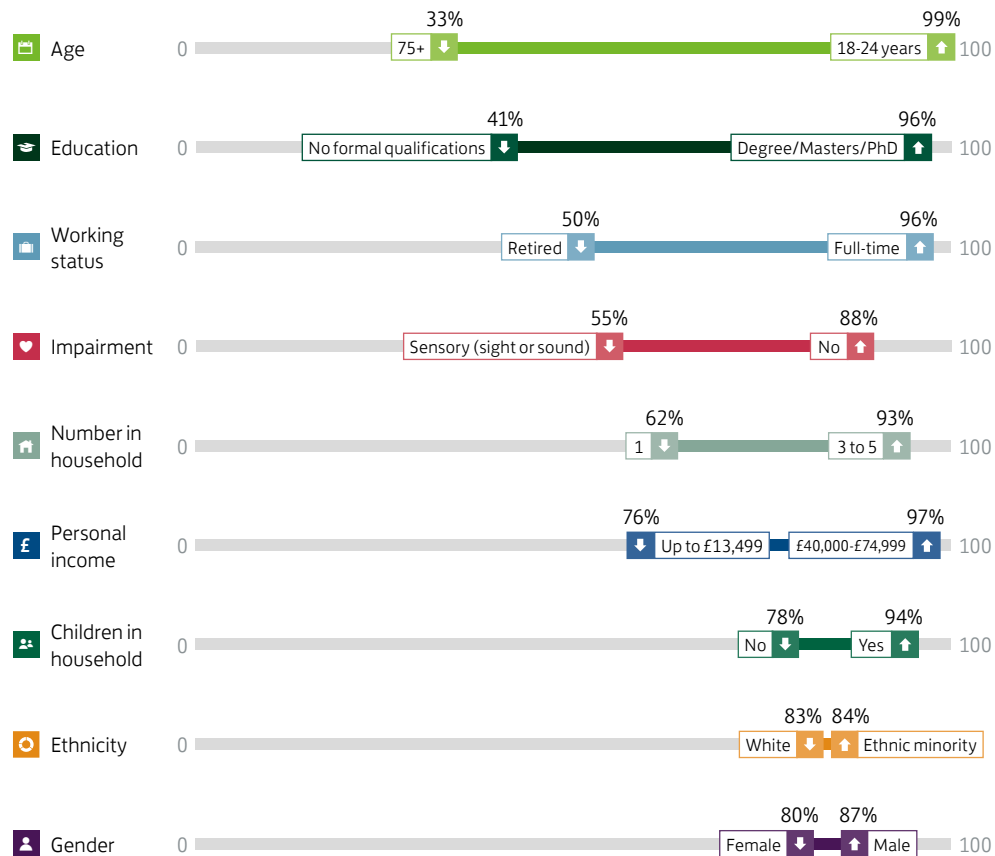 33% 99%
Age 0 75+ 18-24 years 100
41% 96%
Education 0 No formal qualifications Degree/Masters/PhD 100
50% 96%
Working
status
0 Retired Full-time 100
55% 88%
Impairment 0 Sensory (sight or sound) No 100
62% 93%
Number in
household
0 1 3 to 5 100
76% 97%
£ Personal
income
0 Up to £13,499 £40,000-£74,999 100
78% 94%
Children in
household
0 No Yes 100
83% 84%
Ethnicity 0 White Ethnic minority
80% 87%
Gender 0 Female Male 100